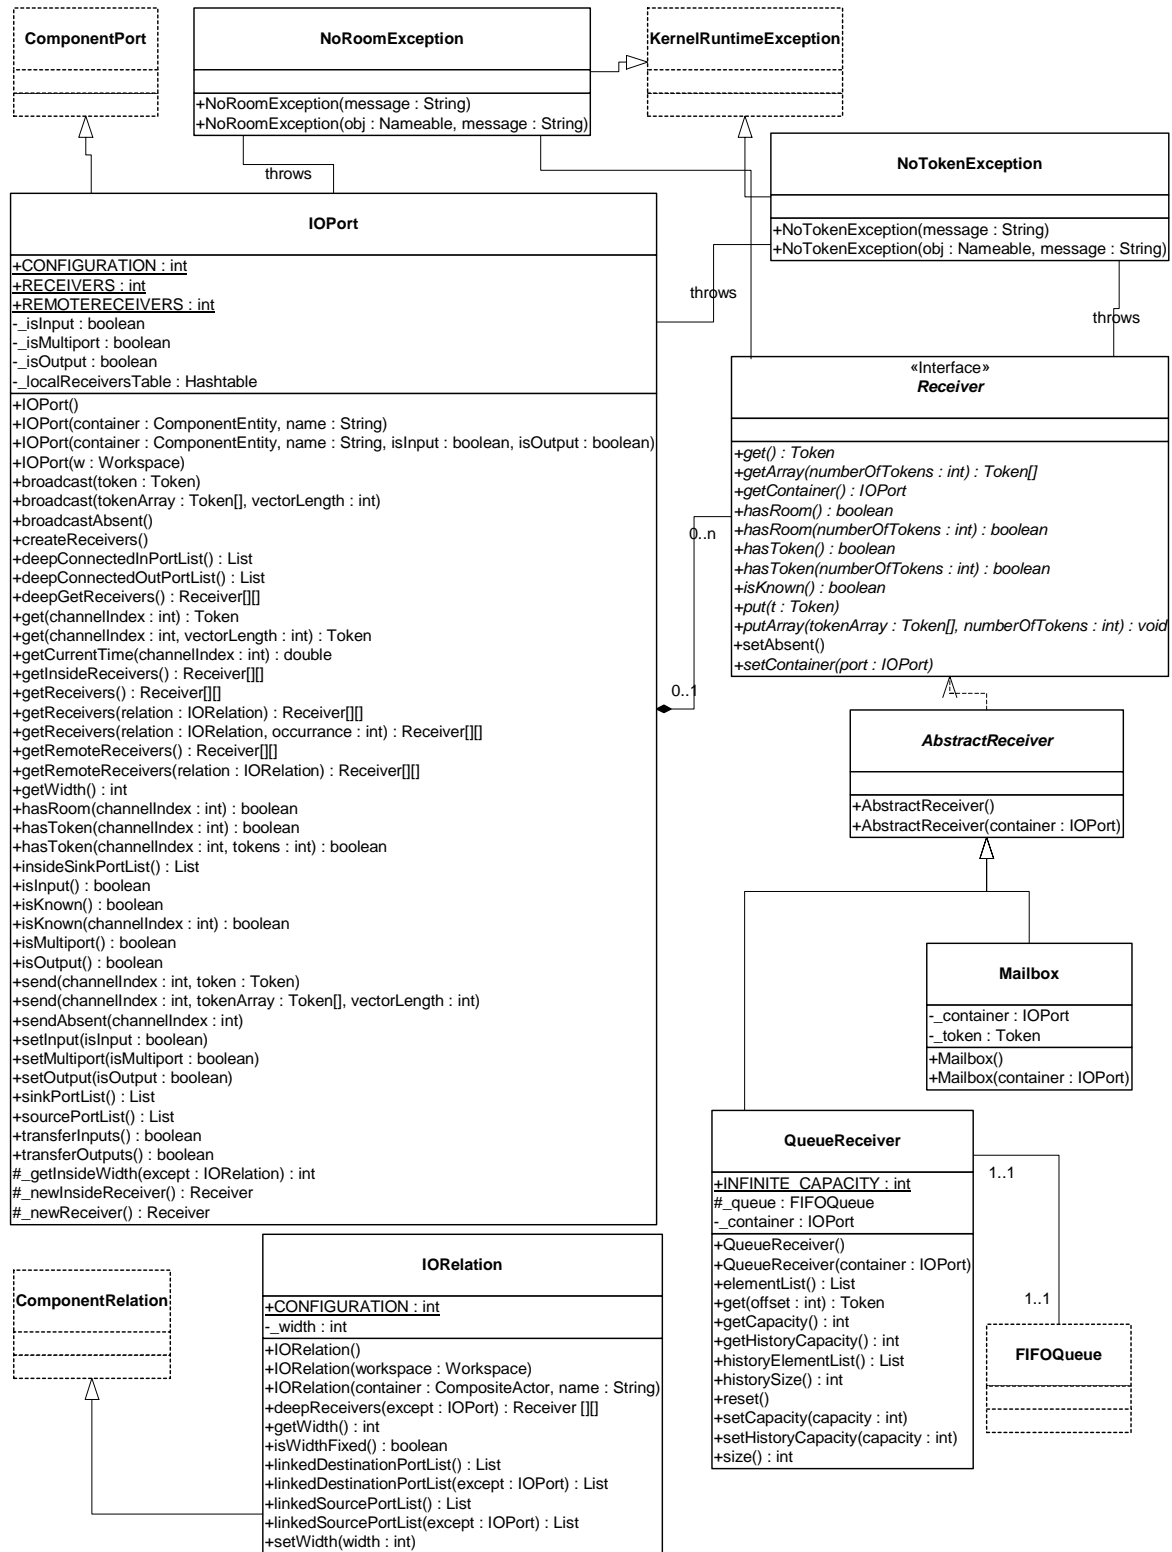 ComponentPort
NoRoomException
+NoRoomException(message : String)
+NoRoomException(obj : Nameable, message : String)
KernelRuntimeException
NoTokenException
+NoTokenException(message : String)
+NoTokenException(obj : Nameable, message : String)
throws
throws
throws
IOPort
+CONFIGURATION : int
+RECEIVERS : int
+REMOTERECEIVERS : int
-_isInput : boolean
-_isMultiport : boolean
-_isOutput : boolean
-_localReceiversTable : Hashtable
+IOPort()
+IOPort(container : ComponentEntity, name : String)
+IOPort(container : ComponentEntity, name : String, isInput : boolean, isOutput : boolean)
+IOPort(w : Workspace)
+broadcast(token : Token)
+broadcast(tokenArray : Token[], vectorLength : int)
+broadcastAbsent()
+createReceivers()
+deepConnectedInPortList() : List
+deepConnectedOutPortList() : List
+deepGetReceivers() : Receiver[][]
+get(channelIndex : int) : Token
+get(channelIndex : int, vectorLength : int) : Token
+getCurrentTime(channelIndex : int) : double
+getInsideReceivers() : Receiver[][]
+getReceivers() : Receiver[][]
+getReceivers(relation : IORelation) : Receiver[][]
+getReceivers(relation : IORelation, occurrance : int) : Receiver[][]
+getRemoteReceivers() : Receiver[][]
+getRemoteReceivers(relation : IORelation) : Receiver[][]
+getWidth() : int
+hasRoom(channelIndex : int) : boolean
+hasToken(channelIndex : int) : boolean
+hasToken(channelIndex : int, tokens : int) : boolean
+insideSinkPortList() : List
+isInput() : boolean
+isKnown() : boolean
+isKnown(channelIndex : int) : boolean
+isMultiport() : boolean
+isOutput() : boolean
+send(channelIndex : int, token : Token)
+send(channelIndex : int, tokenArray : Token[], vectorLength : int)
+sendAbsent(channelIndex : int)
+setInput(isInput : boolean)
+setMultiport(isMultiport : boolean)
+setOutput(isOutput : boolean)
+sinkPortList() : List
+sourcePortList() : List
+transferInputs() : boolean
+transferOutputs() : boolean
#_getInsideWidth(except : IORelation) : int
#_newInsideReceiver() : Receiver
#_newReceiver() : Receiver
«Interface»
Receiver
+get() : Token
+getArray(numberOfTokens : int) : Token[]
+getContainer() : IOPort
+hasRoom() : boolean
+hasRoom(numberOfTokens : int) : boolean
+hasToken() : boolean
+hasToken(numberOfTokens : int) : boolean
+isKnown() : boolean
+put(t : Token)
+putArray(tokenArray : Token[], numberOfTokens : int) : void
+setAbsent()
+setContainer(port : IOPort)
0..n
0..1
AbstractReceiver
+AbstractReceiver()
+AbstractReceiver(container : IOPort)
Mailbox
-_container : IOPort
-_token : Token
+Mailbox()
+Mailbox(container : IOPort)
QueueReceiver
+INFINITE_CAPACITY : int
#_queue : FIFOQueue
-_container : IOPort
+QueueReceiver()
+QueueReceiver(container : IOPort)
+elementList() : List
+get(offset : int) : Token
+getCapacity() : int
+getHistoryCapacity() : int
+historyElementList() : List
+historySize() : int
+reset()
+setCapacity(capacity : int)
+setHistoryCapacity(capacity : int)
+size() : int
1..1
1..1
FIFOQueue
ComponentRelation
IORelation
+CONFIGURATION : int
-_width : int
+IORelation()
+IORelation(workspace : Workspace)
+IORelation(container : CompositeActor, name : String)
+deepReceivers(except : IOPort) : Receiver [][]
+getWidth() : int
+isWidthFixed() : boolean
+linkedDestinationPortList() : List
+linkedDestinationPortList(except : IOPort) : List
+linkedSourcePortList() : List
+linkedSourcePortList(except : IOPort) : List
+setWidth(width : int)